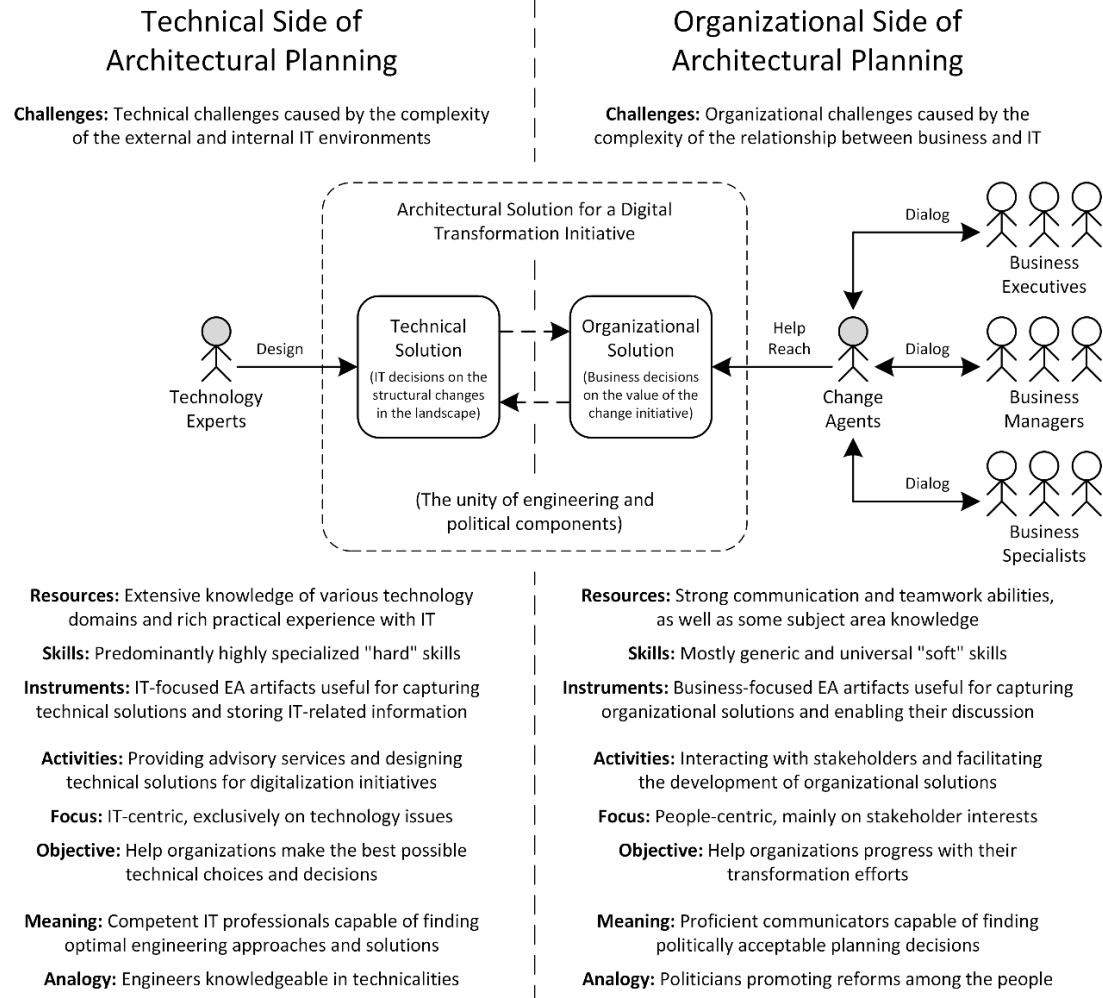 Technical Side of
Architectural Planning
Organizational Side of
Architectural Planning
Challenges: Technical challenges caused by the complexity
of the external and internal IT environments
Challenges: Organizational challenges caused by the
complexity of the relationship between business and IT
Architectural Solution for a Digital
Transformation Initiative
Technology
Experts
Design
Technical
Solution
(IT decisions on the
structural changes
in the landscape)
Organizational
Solution
(Business decisions
on the value of the
change initiative)
(The unity of engineering and
political components)
Help
Reach
Change
Agents
Dialog
Business
Executives
Dialog
Business
Managers
Dialog
Business
Specialists
Resources: Extensive knowledge of various technology
domains and rich practical experience with IT
Skills: Predominantly highly specialized "hard" skills
Instruments: IT-focused EA artifacts useful for capturing
technical solutions and storing IT-related information
Activities: Providing advisory services and designing
technical solutions for digitalization initiatives
Focus: IT-centric, exclusively on technology issues
Objective: Help organizations make the best possible
technical choices and decisions
Meaning: Competent IT professionals capable of finding
optimal engineering approaches and solutions
Analogy: Engineers knowledgeable in technicalities
Resources: Strong communication and teamwork abilities,
as well as some subject area knowledge
Skills: Mostly generic and universal "soft" skills
Instruments: Business-focused EA artifacts useful for capturing
organizational solutions and enabling their discussion
Activities: Interacting with stakeholders and facilitating
the development of organizational solutions
Focus: People-centric, mainly on stakeholder interests
Objective: Help organizations progress with their
transformation efforts
Meaning: Proficient communicators capable of finding
politically acceptable planning decisions
Analogy: Politicians promoting reforms among the people